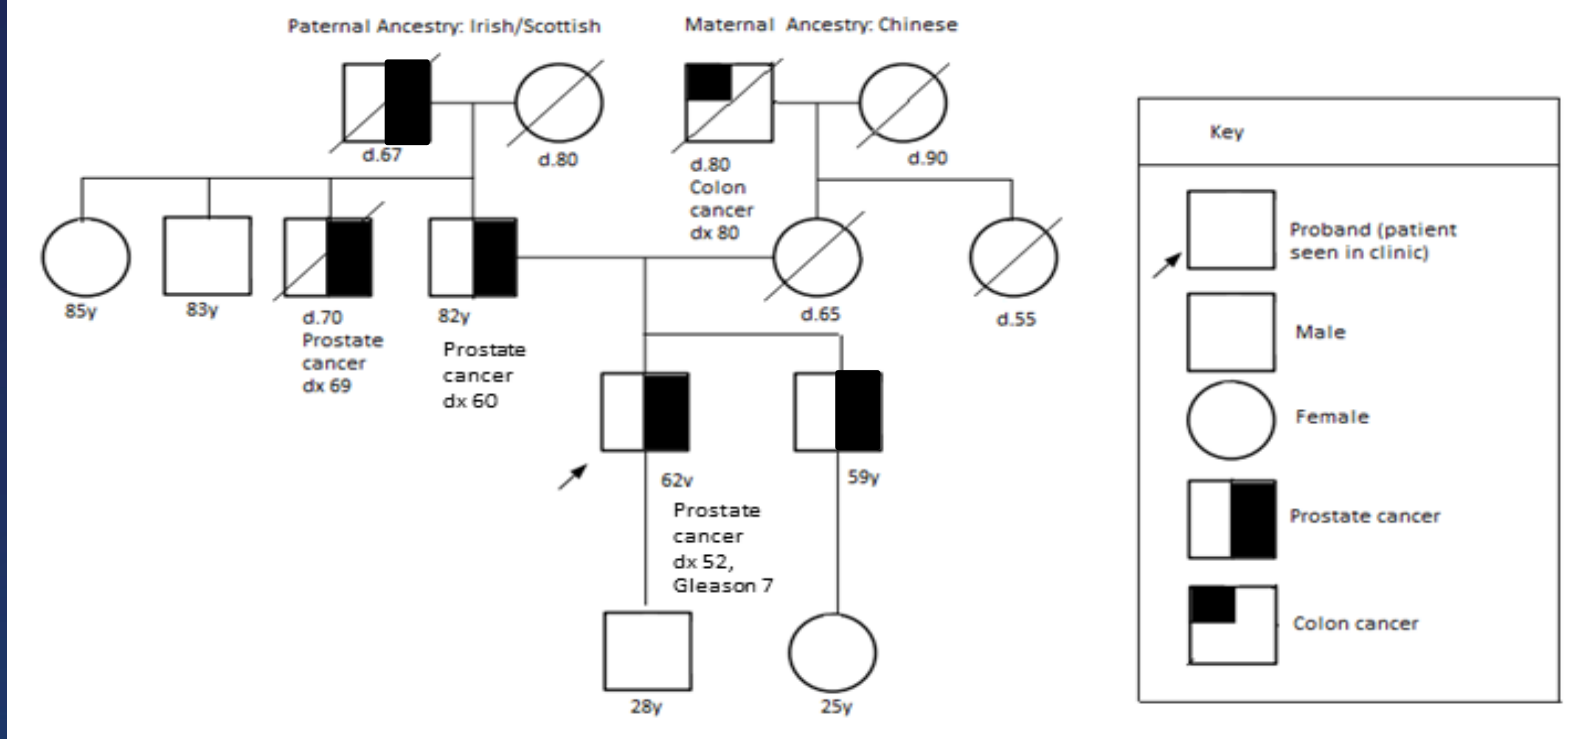 Paternal Ancestry: Irish/Scottish
Maternal Ancestry: Chinese
d.67
d.80
d.80
Colon
cancer
dx 80
d.90
85y
83y
d.70
Prostate
cancer
dx 69
82y
Prostate
cancer
dx 60
d.65
d.55
62y
Prostate
cancer
dx 52,
Gleason 7
59y
28y
25y
Key
Proband (patient
seen in clinic)
Male
Female
Prostate cancer
Colon cancer